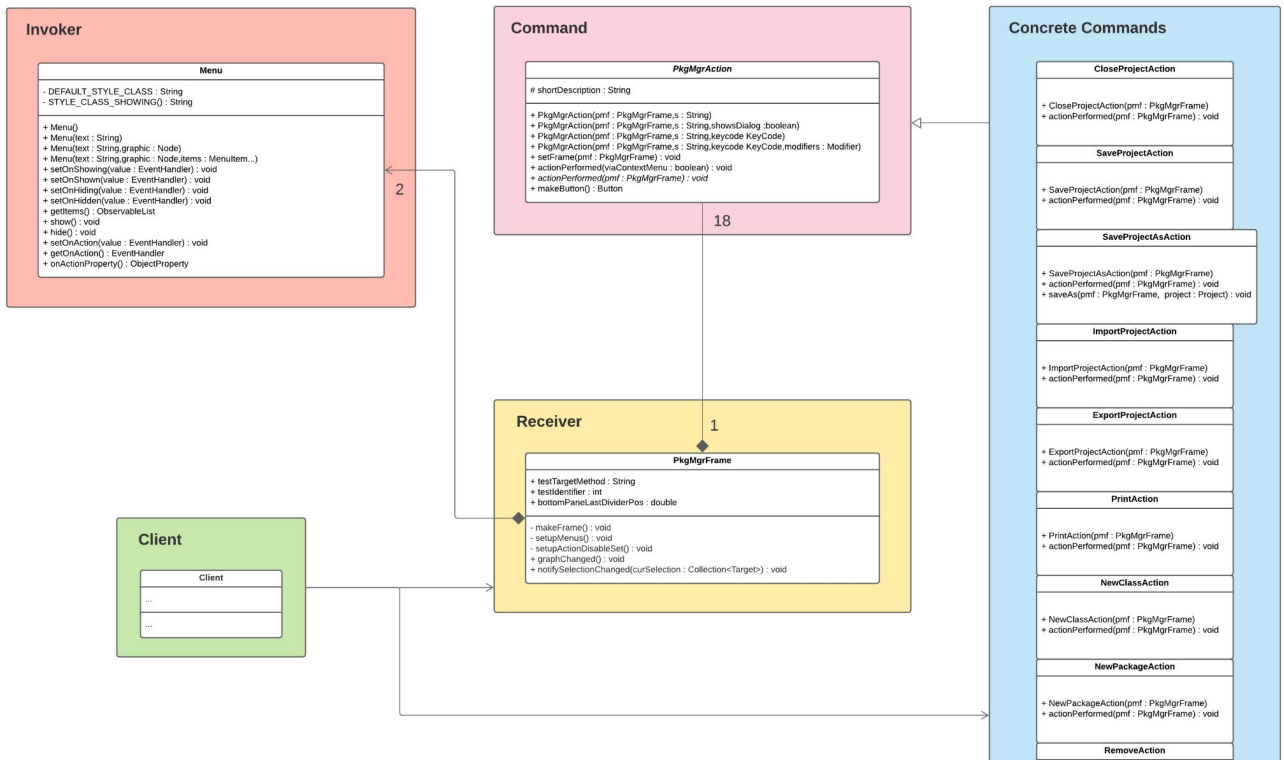 Invoker
Menu
- DEFAULT_STYLE_CLASS : String
- STYLE_CLASS_SHOWING() : String
+ Menu()
+ Menu(text : String)
+ Menu(text : String,graphic : Node)
+ Menu(text : String,graphic : Node,items : MenuItem...)
+ setOnShowing(value : EventHandler) : void
+ setOnShown(value : EventHandler) : void
+ setOnHiding(value : EventHandler) : void
+ setOnHidden(value : EventHandler) : void
+ getItems() : ObservableList
+ show() : void
+ hide() : void
+ setOnAction(value : EventHandler) : void
+ getOnAction() : EventHandler
+ onActionProperty() : ObjectProperty
2
Command
PkgMgrAction
# shortDescription : String
+ PkgMgrAction(pmf : PkgMgrFrame,s : String)
+ PkgMgrAction(pmf : PkgMgrFrame,s : String,showsDialog :boolean)
+ PkgMgrAction(pmf : PkgMgrFrame,s : String,keycode KeyCode)
+ PkgMgrAction(pmf : PkgMgrFrame,s : String,keycode KeyCode,modifiers : Modifier)
+ setFrame(pmf : PkgMgrFrame) : void
+ actionPerformed(viaContextMenu : boolean) : void
+ actionPerformed(pmf : PkgMgrFrame) : void
+ makeButton() : Button
18
Receiver
1
PkgMgrFrame
+ testTargetMethod : String
+ testIdentifier : int
+ bottomPaneLastDividerPos : double
- makeFrame() : void
- setupMenus() : void
- setupActionDisableSet() : void
+ graphChanged() : void
+ notifySelectionChanged(curSelection : Collection<Target>) : void
Client
Client
...
...
Concrete Commands
CloseProjectAction
+ CloseProjectAction(pmf : PkgMgrFrame)
+ actionPerformed(pmf : PkgMgrFrame) : void
SaveProjectAction
+ SaveProjectAction(pmf : PkgMgrFrame)
+ actionPerformed(pmf : PkgMgrFrame) : void
SaveProjectAsAction
+ SaveProjectAsAction(pmf : PkgMgrFrame)
+ actionPerformed(pmf : PkgMgrFrame) : void
+ saveAs(pmf : PkgMgrFrame, project : Project) : void
ImportProjectAction
+ ImportProjectAction(pmf : PkgMgrFrame)
+ actionPerformed(pmf : PkgMgrFrame) : void
ExportProjectAction
+ ExportProjectAction(pmf : PkgMgrFrame)
+ actionPerformed(pmf : PkgMgrFrame) : void
PrintAction
+ PrintAction(pmf : PkgMgrFrame)
+ actionPerformed(pmf : PkgMgrFrame) : void
NewClassAction
+ NewClassAction(pmf : PkgMgrFrame)
+ actionPerformed(pmf : PkgMgrFrame) : void
NewPackageAction
+ NewPackageAction(pmf : PkgMgrFrame)
+ actionPerformed(pmf : PkgMgrFrame) : void
RemoveAction